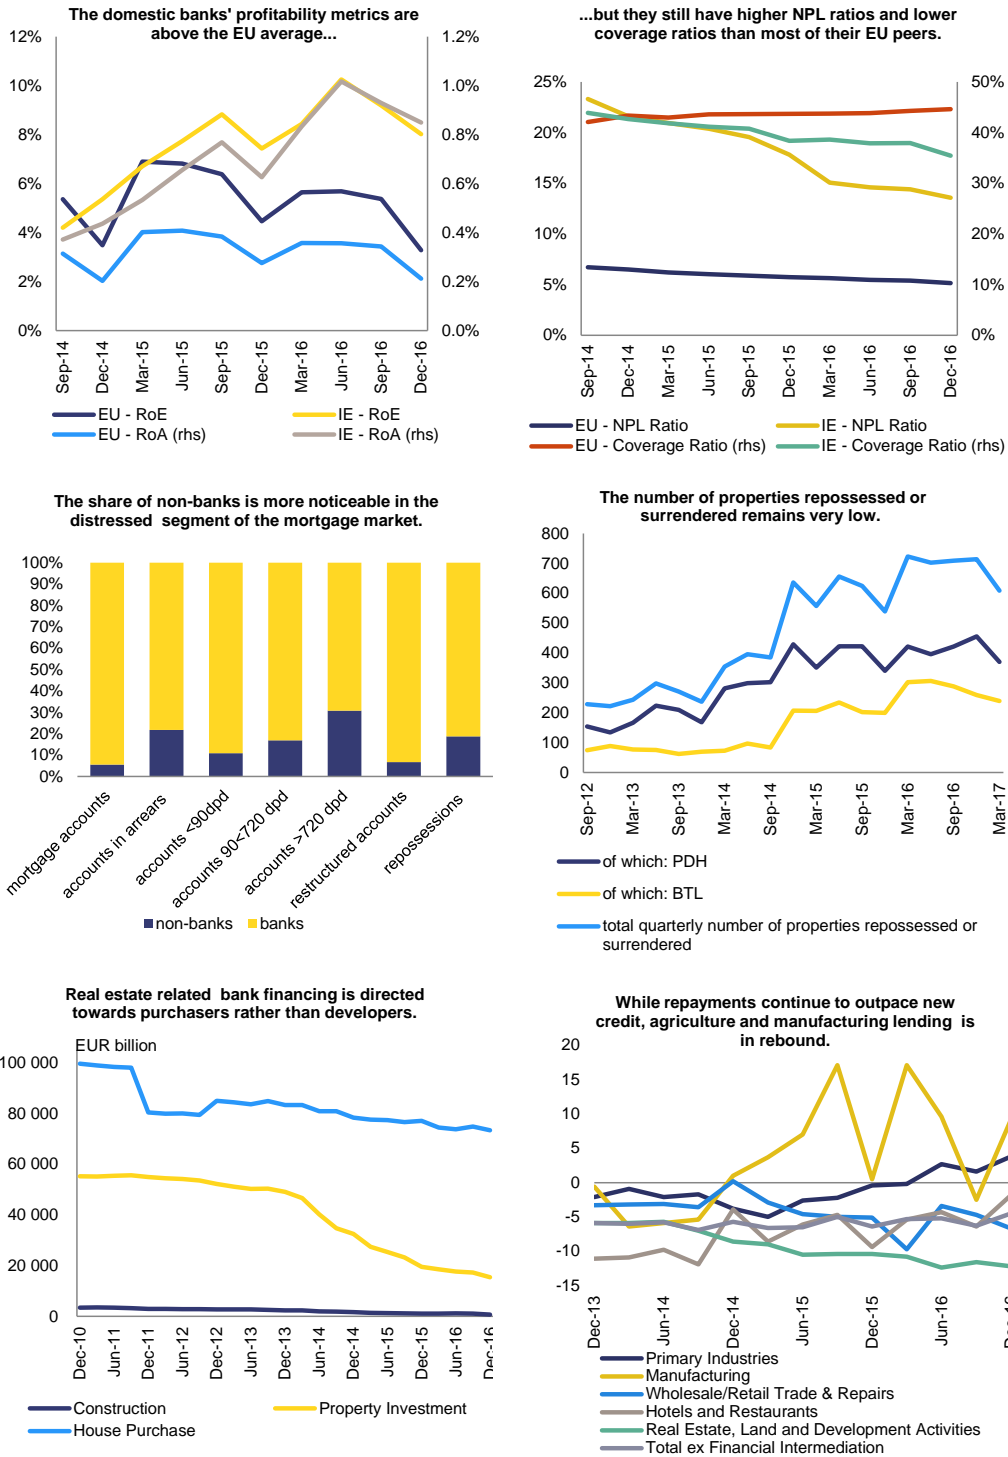 The domestic banks' profitability metrics are
above the EU average...
12%
10%
8%
6%
4%
2%
0%
1.2%
1.0%
0.8%
0.6%
0.4%
0.2%
0.0%
Sep-14
Dec-14
Mar-15
Jun-15
Sep-15
Dec-15
Mar-16
Jun-16
Sep-16
Dec-16
EU - RoE
IE - RoE
EU - RoA (rhs)
IE - RoA (rhs)
...but they still have higher NPL ratios and lower
coverage ratios than most of their EU peers.
25%
20%
15%
10%
5%
0%
50%
40%
30%
20%
10%
0%
Sep-14
Dec-14
Mar-15
Jun-15
Sep-15
Dec-15
Mar-16
Jun-16
Sep-16
Dec-16
EU - NPL Ratio
IE - NPL Ratio
EU - Coverage Ratio (rhs)
IE - Coverage Ratio (rhs)
The share of non-banks is more noticeable in the
distressed segment of the mortgage market.
100%
90%
80%
70%
60%
50%
40%
30%
20%
10%
0%
mortgage accounts
accounts in arrears
accounts <90dpd
accounts 90<720 dpd
accounts >720 dpd
restructured accounts
repossessions
non-banks
banks
The number of properties repossessed or
surrendered remains very low.
800
700
600
500
400
300
200
100
0
Sep-12
Mar-13
Sep-13
Mar-14
Sep-14
Mar-15
Sep-15
Mar-16
Sep-16
Mar-17
of which: PDH
of which: BTL
total quarterly number of properties repossessed or
surrendered
Real estate related bank financing is directed
towards purchasers rather than developers.
EUR billion
100 000
80 000
60 000
40 000
20 000
0
Dec-10
Jun-11
Dec-11
Jun-12
Dec-12
Jun-13
Dec-13
Jun-14
Dec-14
Jun-15
Dec-15
Jun-16
Dec-16
Construction
Property Investment
House Purchase
While repayments continue to outpace new
credit, agriculture and manufacturing lending is
in rebound.
20
15
10
5
0
-5
-10
-15
Dec-13
Jun-14
Dec-14
Jun-15
Dec-15
Jun-16
Primary Industries
Manufacturing
Wholesale/Retail Trade & Repairs
Hotels and Restaurants
Real Estate, Land and Development Activities
Total ex Financial Intermediation